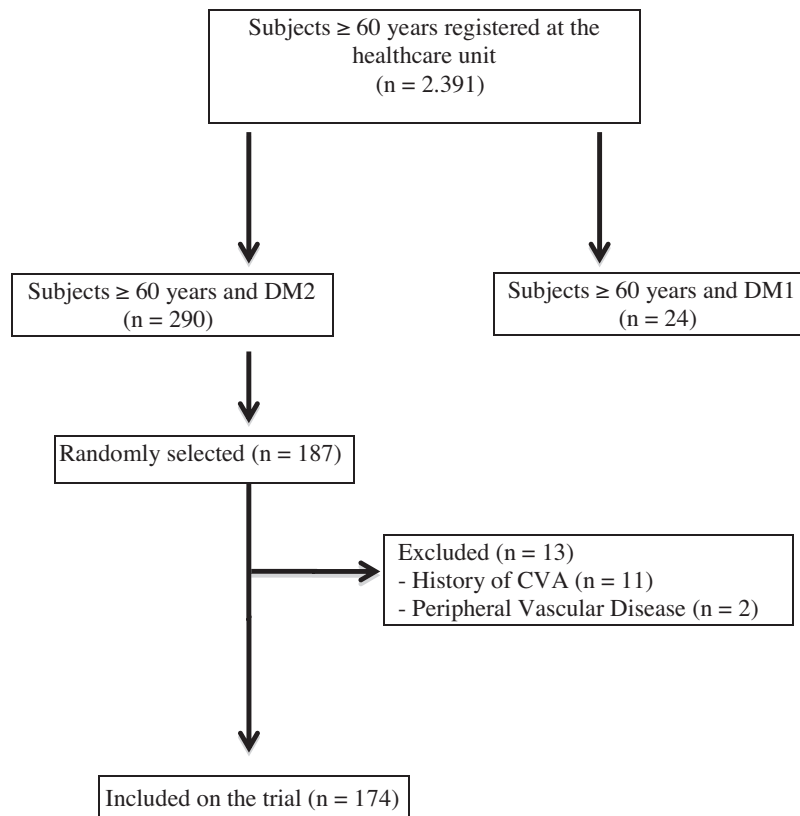 Subjects ≥ 60 years registered at the
healthcare unit
(n = 2.391)
Subjects ≥ 60 years and DM2
(n = 290)
Subjects ≥ 60 years and DM1
(n = 24)
Randomly selected (n = 187)
Excluded (n = 13)
- History of CVA (n = 11)
- Peripheral Vascular Disease (n = 2)
Included on the trial (n = 174)